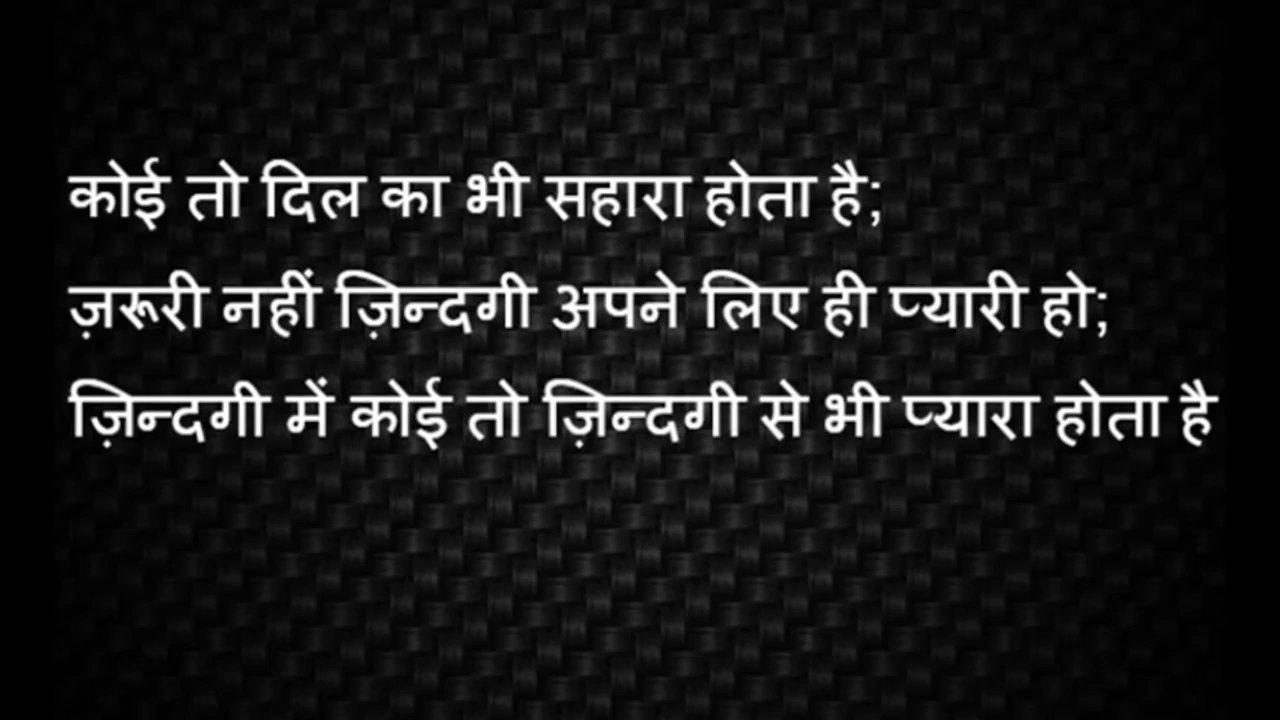 कोई तो दिल का भी सहारा होता है;
ज़रूरी नहीं ज़िन्दगी अपने लिए ही प्यारी हो;
ज़िन्दगी में कोई तो ज़िन्दगी से भी प्यारा होता है